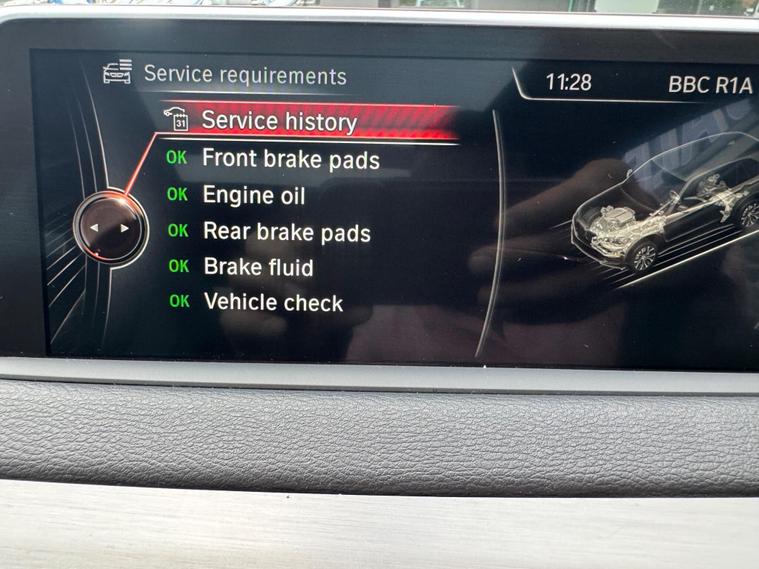 Service requirements
11:28
BBC R1A
31
Service history
OK Front brake pads
OK Engine oil
OK Rear brake pads
OK Brake fluid
OK Vehicle check